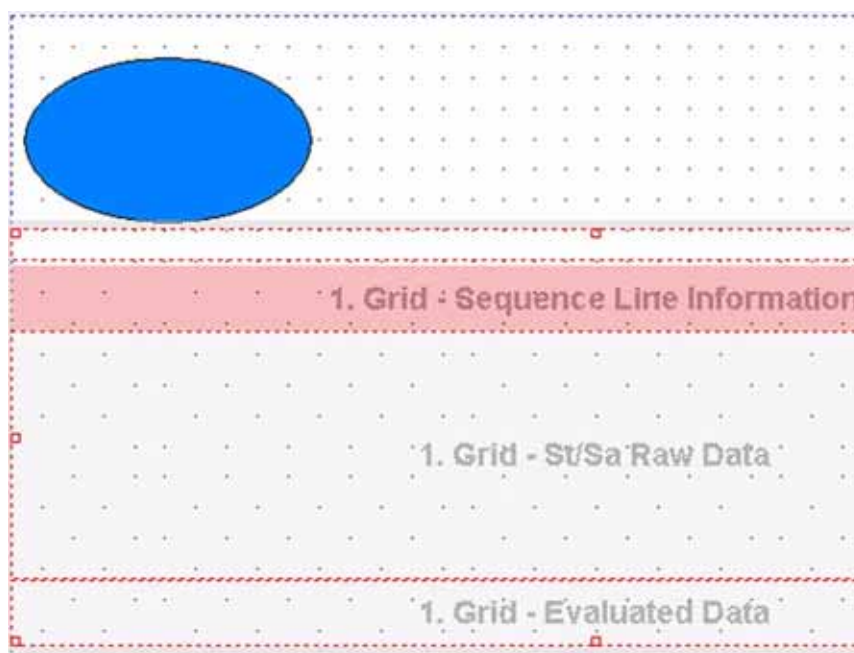 1. Grid - Sequence Line Information
1. Grid - St/Sa Raw Data
1. Grid - Evaluated Data